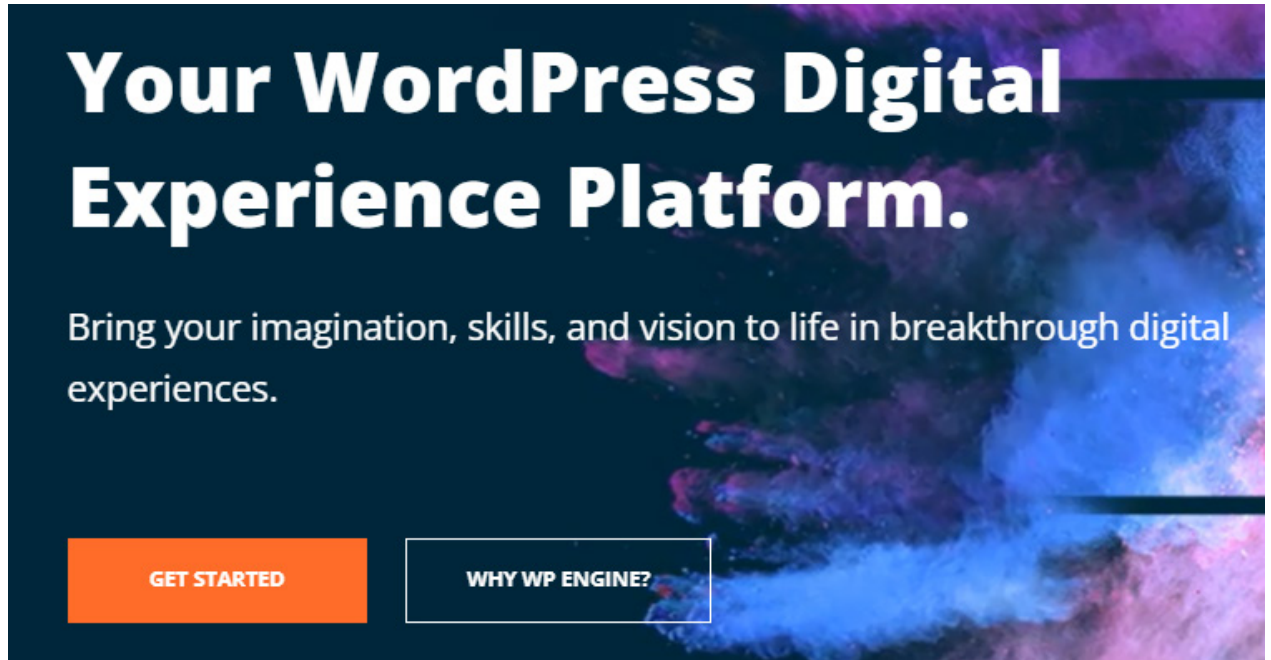 Your WordPress Digital
Experience Platform.
Bring your imagination, skills, and vision to life in breakthrough digital
experiences.
GET STARTED
WHY WP ENGINE?